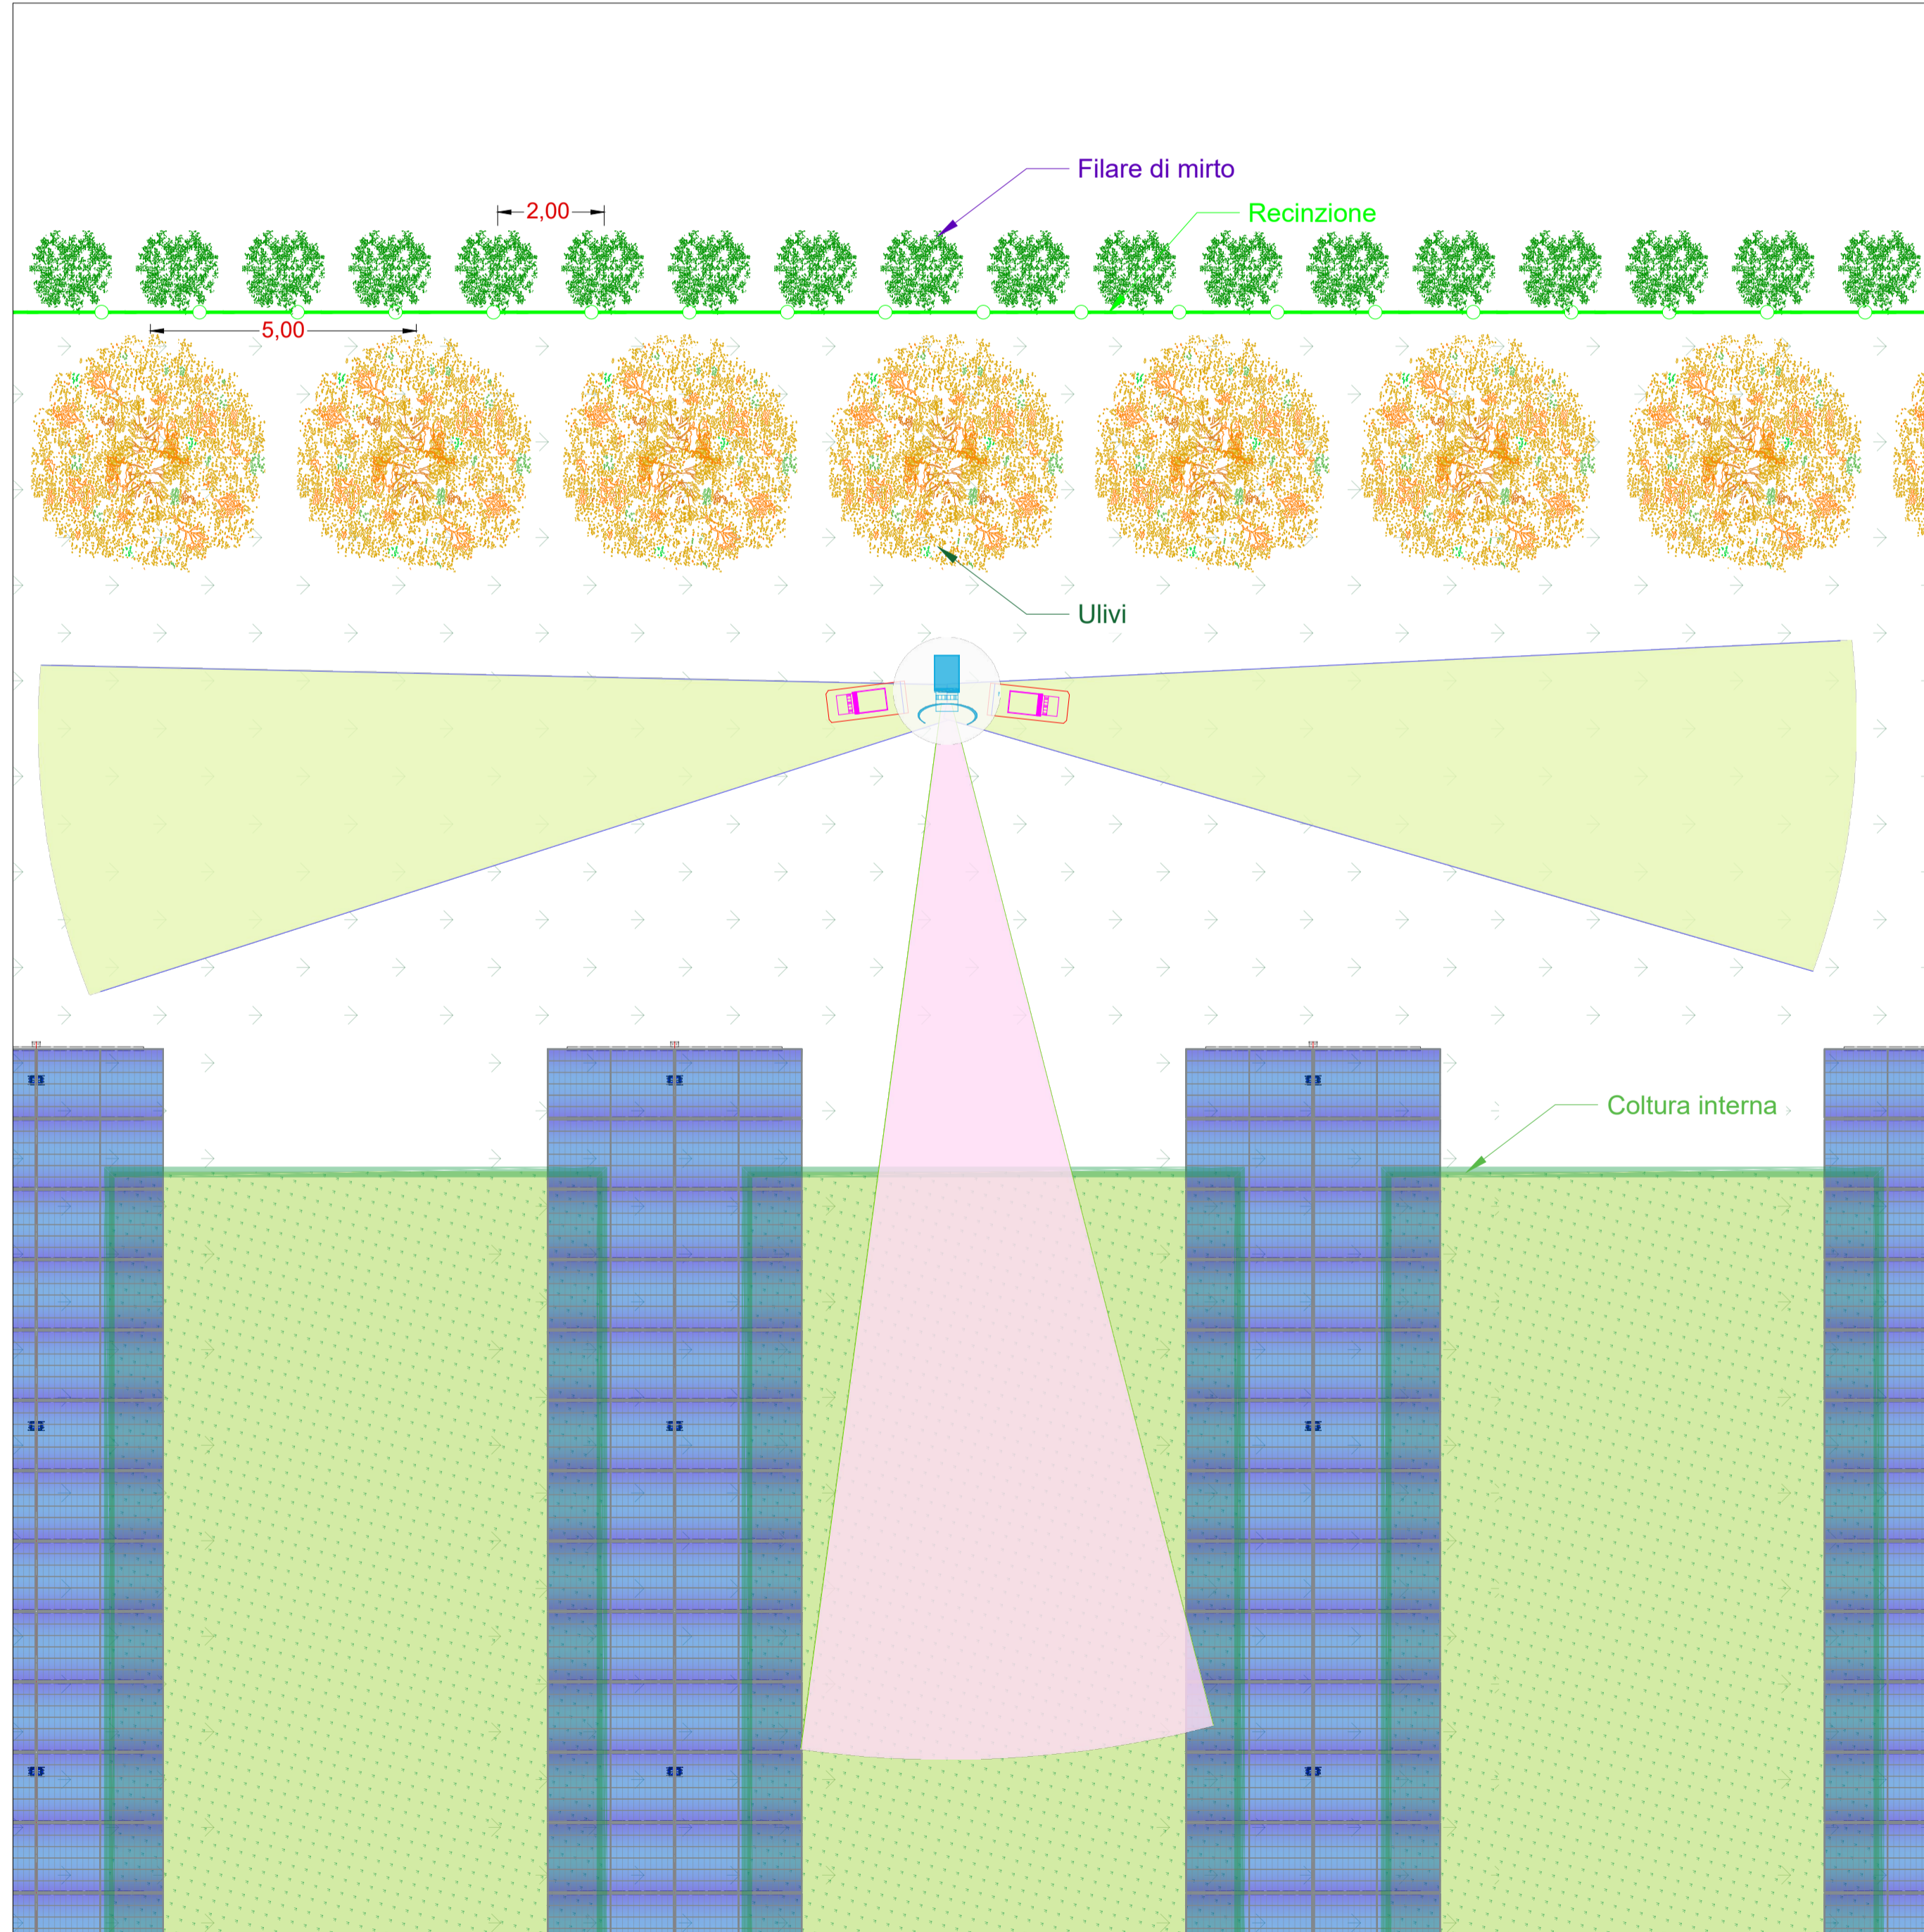 Filare di mirto
2,00
Recinzione
5,00
Ulivi
Coltura interna